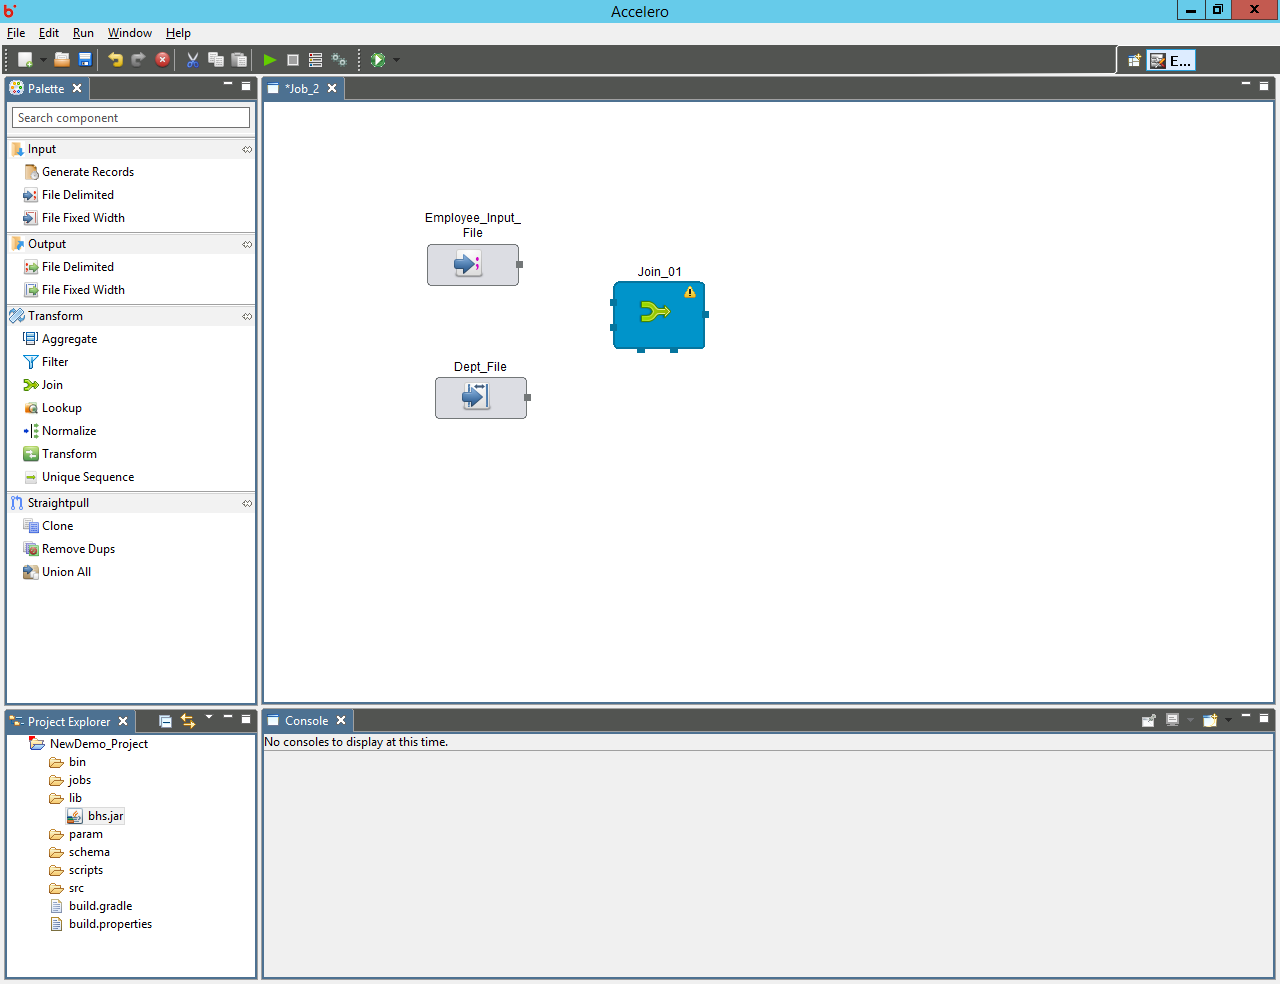 Accelero
File Edit Run Window Help
E...
Palette
*Job_2
Search component
Input
Generate Records
File Delimited
File Fixed Width
Output
File Delimited
File Fixed Width
Transform
Aggregate
Filter
Join
Lookup
Normalize
Transform
Unique Sequence
Straightpull
Clone
Remove Dups
Union All
Employee_Input_
File
Join_01
Dept_File
Project Explorer
NewDemo_Project
bin
jobs
lib
bhs.jar
param
schema
scripts
src
build.gradle
build.properties
Console
No consoles to display at this time.